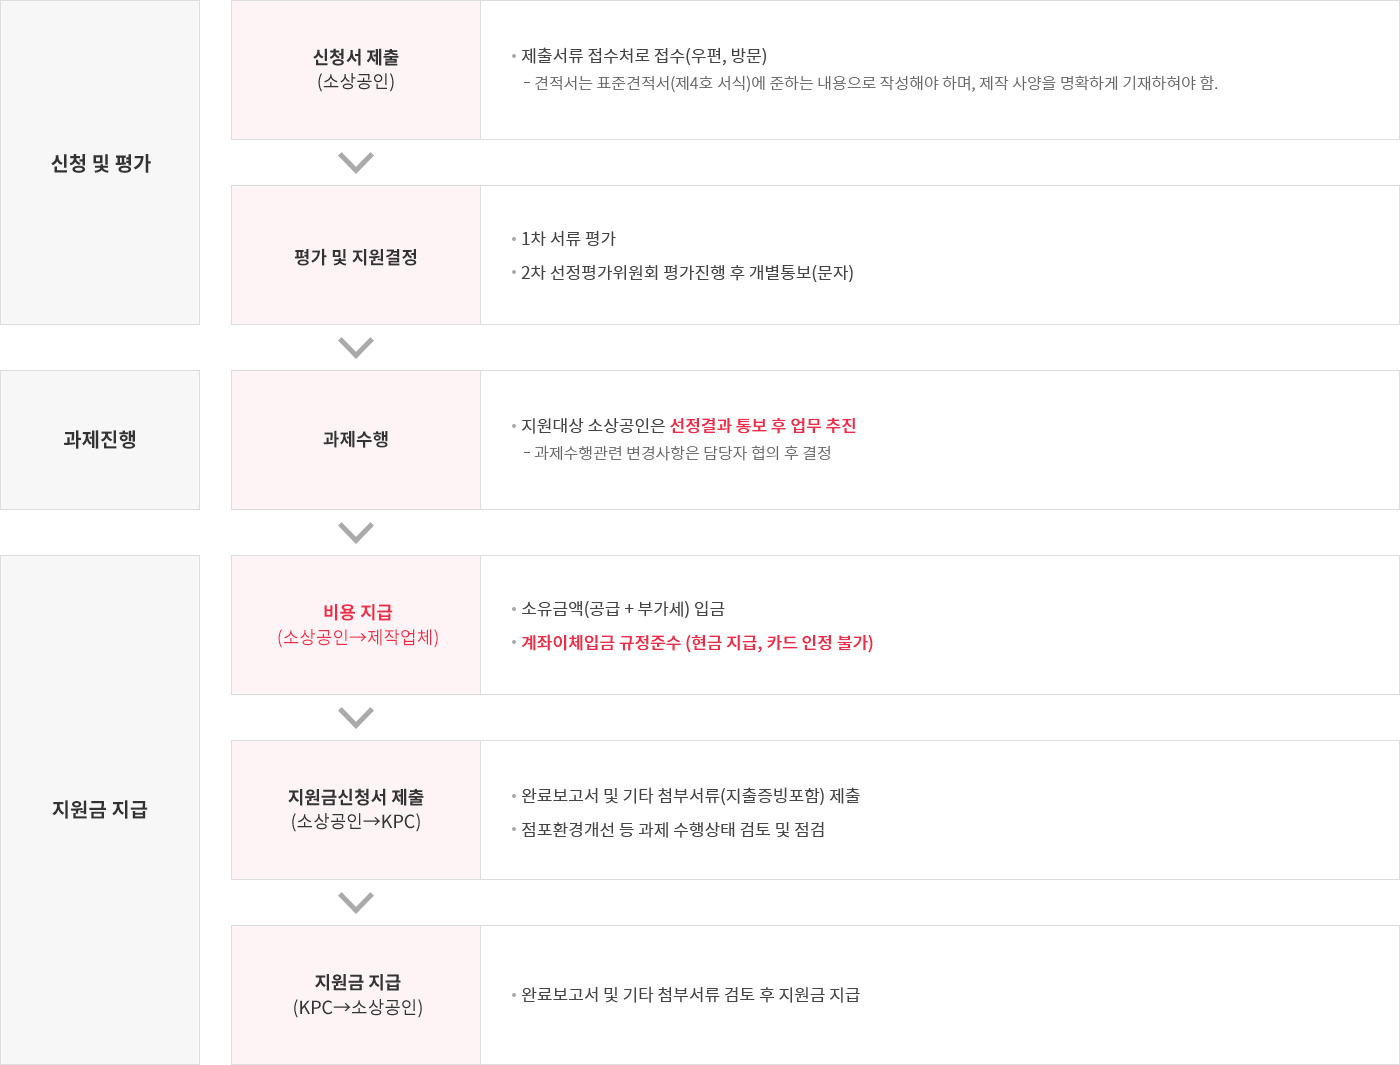 신청 및 평가
신청서 제출
(소상공인)
• 제출서류 접수처로 접수(우편, 방문)
- 견적서는 표준견적서(제4호 서식)에 준하는 내용으로 작성해야 하며, 제작 사양을 명확하게 기재하혀야 함.
평가 및 지원결정
• 1차 서류 평가
• 2차 선정평가위원회 평가진행 후 개별통보(문자)
과제진행
과제수행
• 지원대상 소상공인은 선정결과 통보 후 업무 추진
- 과제수행관련 변경사항은 담당자 협의 후 결정
지원금 지급
비용 지급
(소상공인→제작업체)
• 소유금액(공급 + 부가세) 입금
• 계좌이체입금 규정준수 (현금 지급, 카드 인정 불가)
지원금신청서 제출
(소상공인→KPC)
• 완료보고서 및 기타 첨부서류(지출증빙포함) 제출
• 점포환경개선 등 과제 수행상태 검토 및 점검
지원금 지급
(KPC→소상공인)
• 완료보고서 및 기타 첨부서류 검토 후 지원금 지급